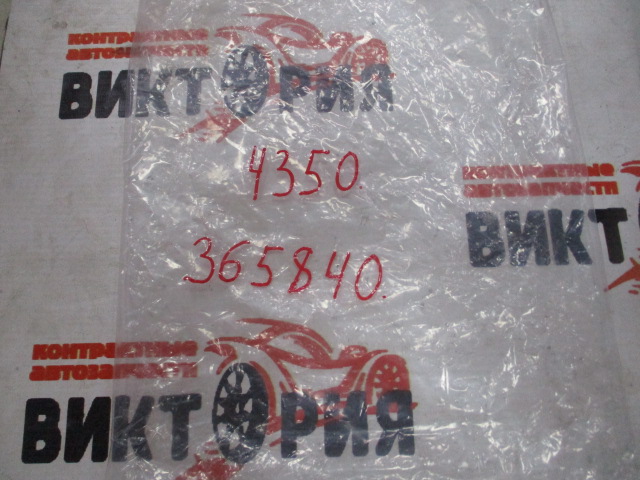 контрактные
автозапчасти
ВИКТОРИЯ
4350.
контрактные
автозапчасти
ВИКТ
365840.
контрактные
автозапчасти
ВИКТОРИЯ